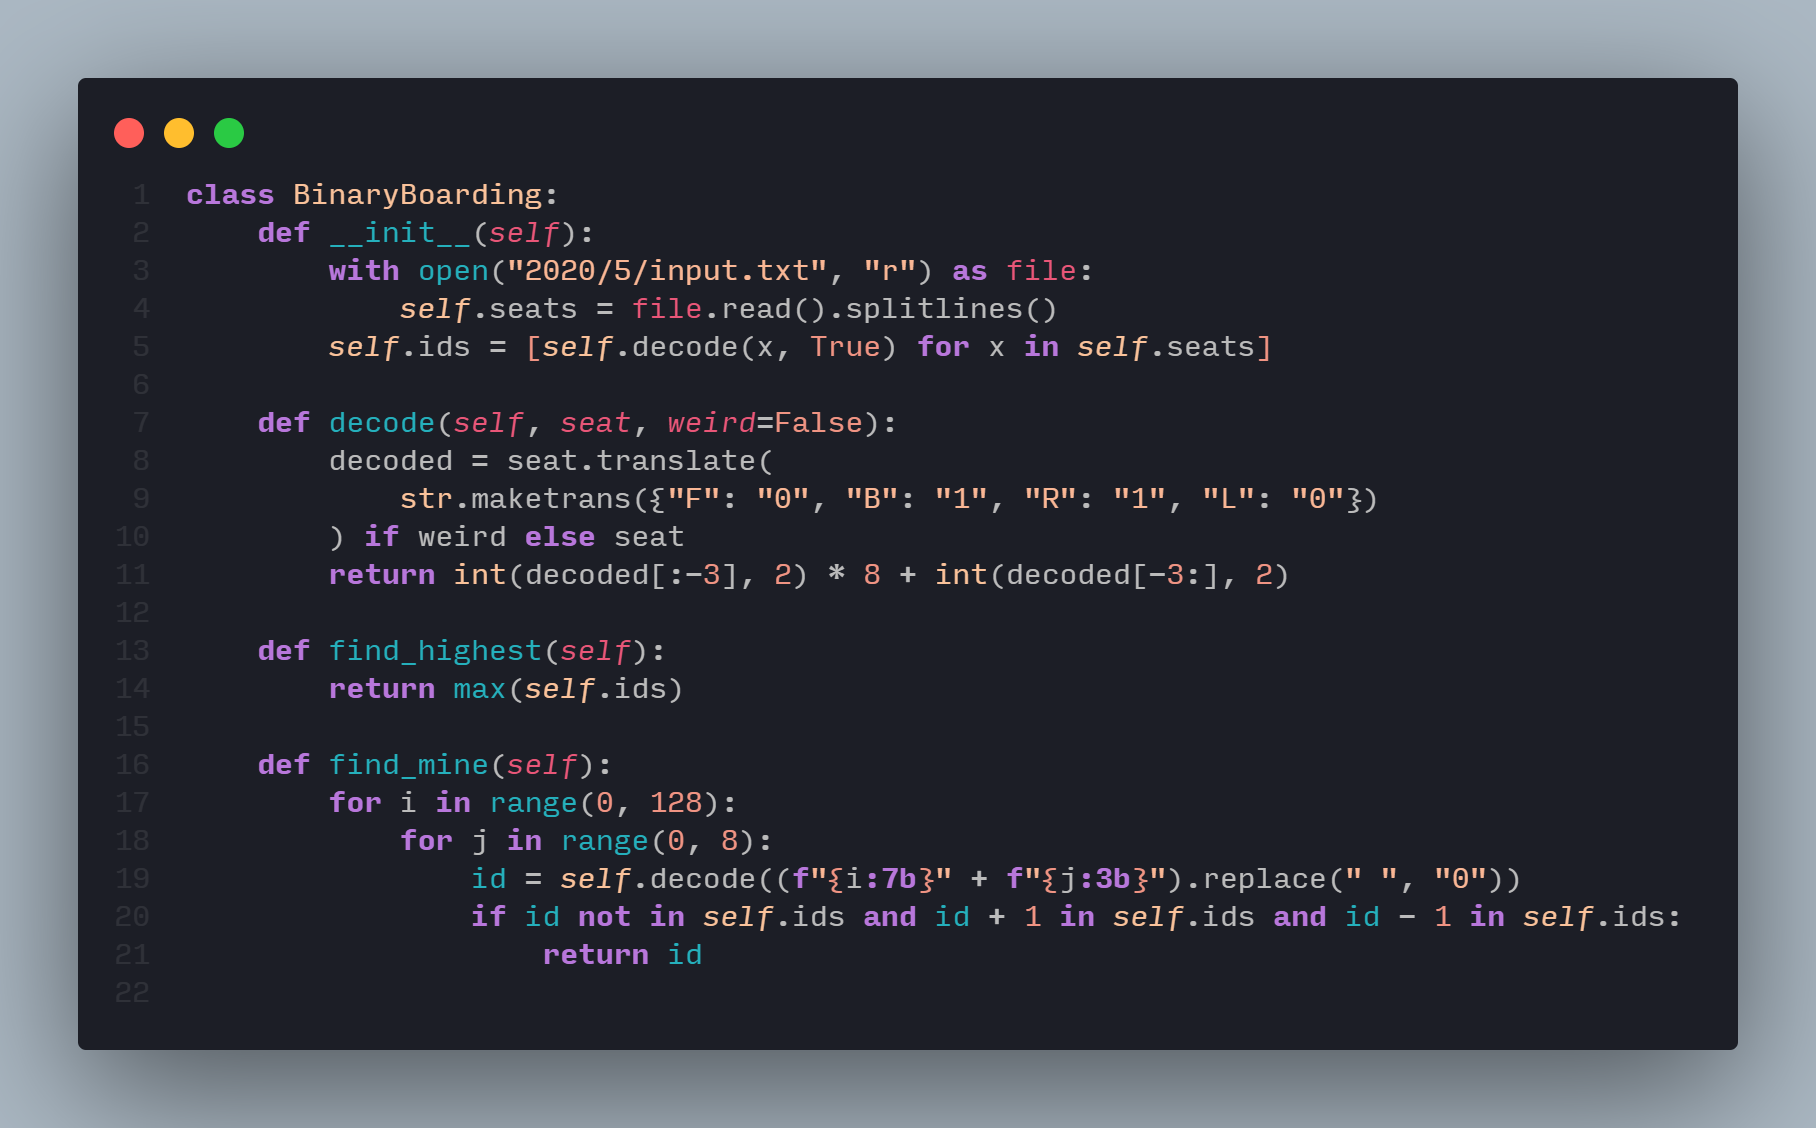 1 class BinaryBoarding:
2     def __init__(self):
3         with open("2020/5/input.txt", "r") as file:
4             self.seats = file.read().splitlines()
5         self.ids = [self.decode(x, True) for x in self.seats]
6
7     def decode(self, seat, weird=False):
8         decoded = seat.translate(
9             str.maketrans({"F": "0", "B": "1", "R": "1", "L": "0"})
10         ) if weird else seat
11         return int(decoded[:-3], 2) * 8 + int(decoded[-3:], 2)
12
13     def find_highest(self):
14         return max(self.ids)
15
16     def find_mine(self):
17         for i in range(0, 128):
18             for j in range(0, 8):
19                 id = self.decode((f"{i:7b}" + f"{j:3b}").replace(" ", "0"))
20                 if id not in self.ids and id + 1 in self.ids and id - 1 in self.ids:
21                     return id
22